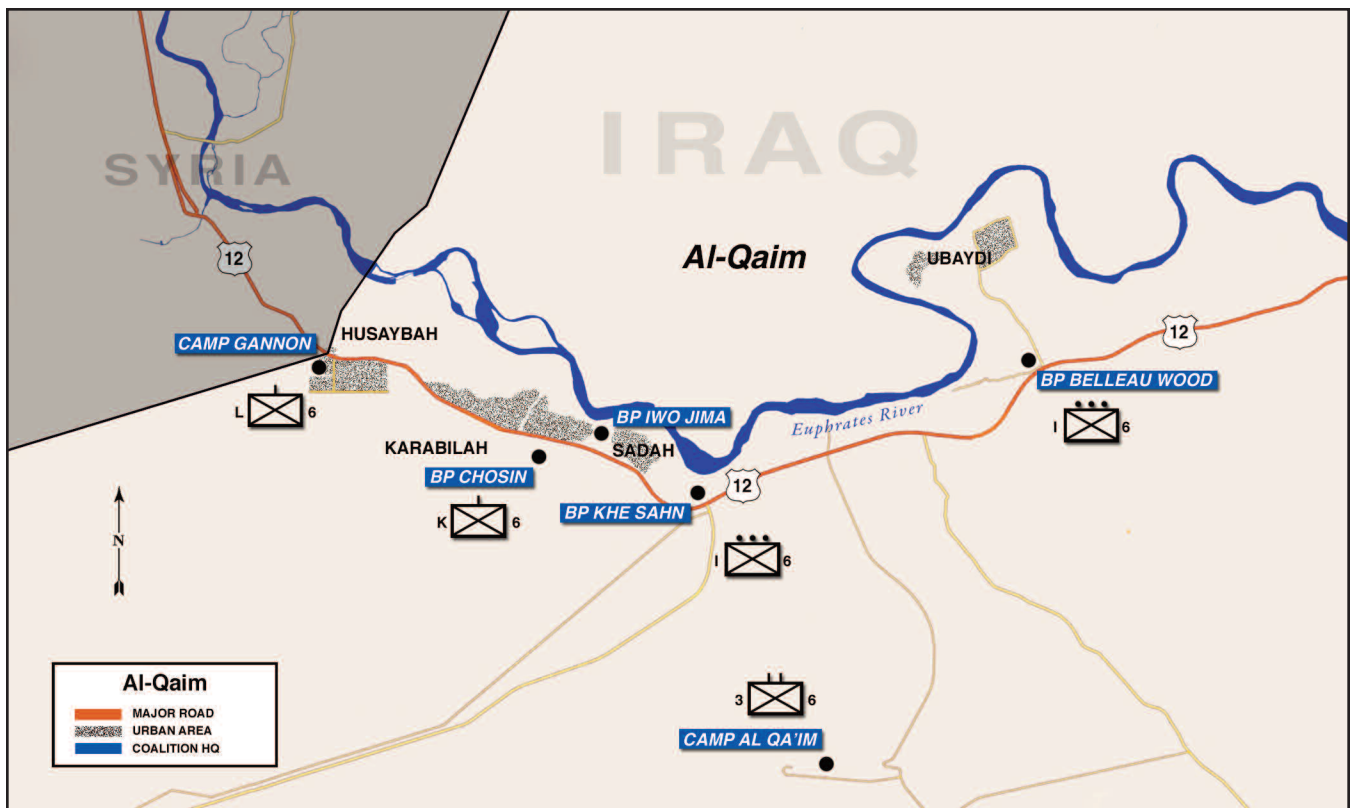 IRAQ
SYRIA
Al-Qaim
UBAYDI
12
12
HUSAYBAH
CAMP GANNON
BP BELLEAU WOOD
L 6
BP IWO JIMA
Euphrates River
I 6
KARABILAH
SADAH
BP CHOSIN
12
BP KHE SAHN
K 6
N
I 6
Al-Qaim
MAJOR ROAD
URBAN AREA
COALITION HQ
3 6
CAMP AL QA'IM